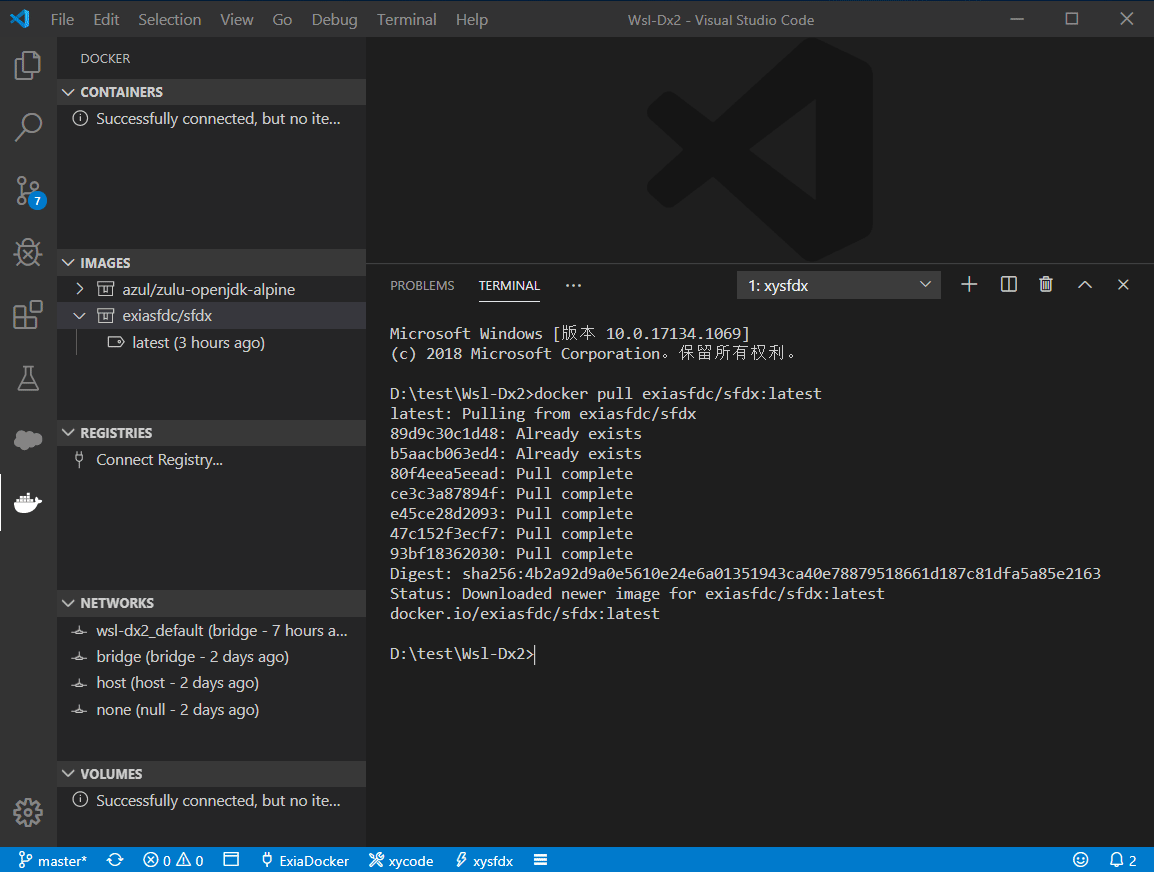 File Edit Selection View Go Debug Terminal Help Wsl-Dx2 - Visual Studio Code
DOCKER
CONTAINERS
Successfully connected, but no ite...
7
IMAGES
azul/zulu-openjdk-alpine
exiasfdc/sfdx
latest (3 hours ago)
REGISTRIES
Connect Registry...
NETWORKS
wsl-dx2_default (bridge - 7 hours a...
bridge (bridge - 2 days ago)
host (host - 2 days ago)
none (null - 2 days ago)
VOLUMES
Successfully connected, but no ite...
PROBLEMS TERMINAL ··· 1: xysfdx
Microsoft Windows [版本 10.0.17134.1069]
(c) 2018 Microsoft Corporation。保留所有权利。
D:\test\Wsl-Dx2>docker pull exiasfdc/sfdx:latest
latest: Pulling from exiasfdc/sfdx
89d9c30c1d48: Already exists
b5aacb063ed4: Already exists
80f4eea5eead: Pull complete
ce3c3a87894f: Pull complete
e45ce28d2093: Pull complete
47c152f3ecf7: Pull complete
93bf18362030: Pull complete
Digest: sha256:4b2a92d9a0e5610e24e6a01351943ca40e78879518661d187c81dfa5a85e2163
Status: Downloaded newer image for exiasfdc/sfdx:latest
docker.io/exiasfdc/sfdx:latest
D:\test\Wsl-Dx2>
master* 0 0 ExiaDocker xycode xysfdx 2